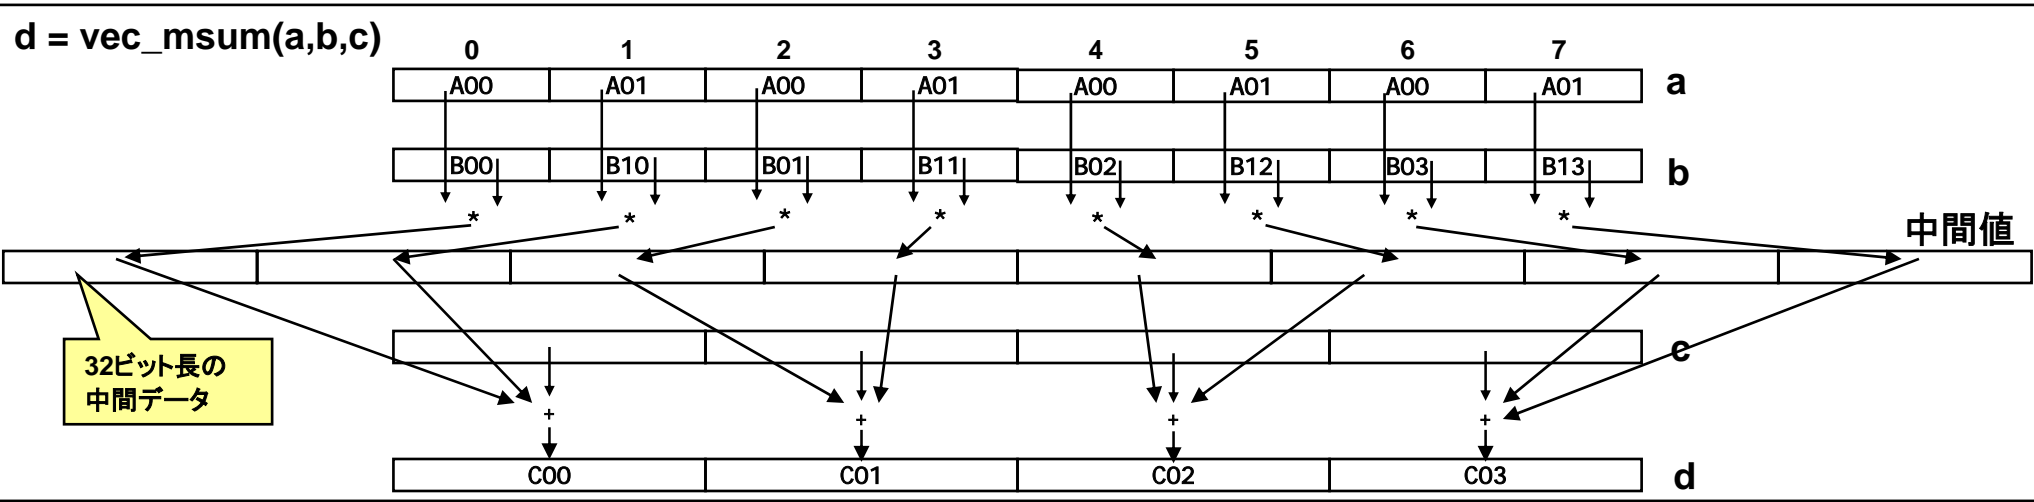 d = vec_msum(a,b,c)
0 1 2 3 4 5 6 7
A00 A01 A00 A01 A00 A01 A00 A01 a
B00 B10 B01 B11 B02 B12 B03 B13 b
* * * * * * * *
中間値
c
32ビット長の
中間データ
+ + + +
C00 C01 C02 C03 d